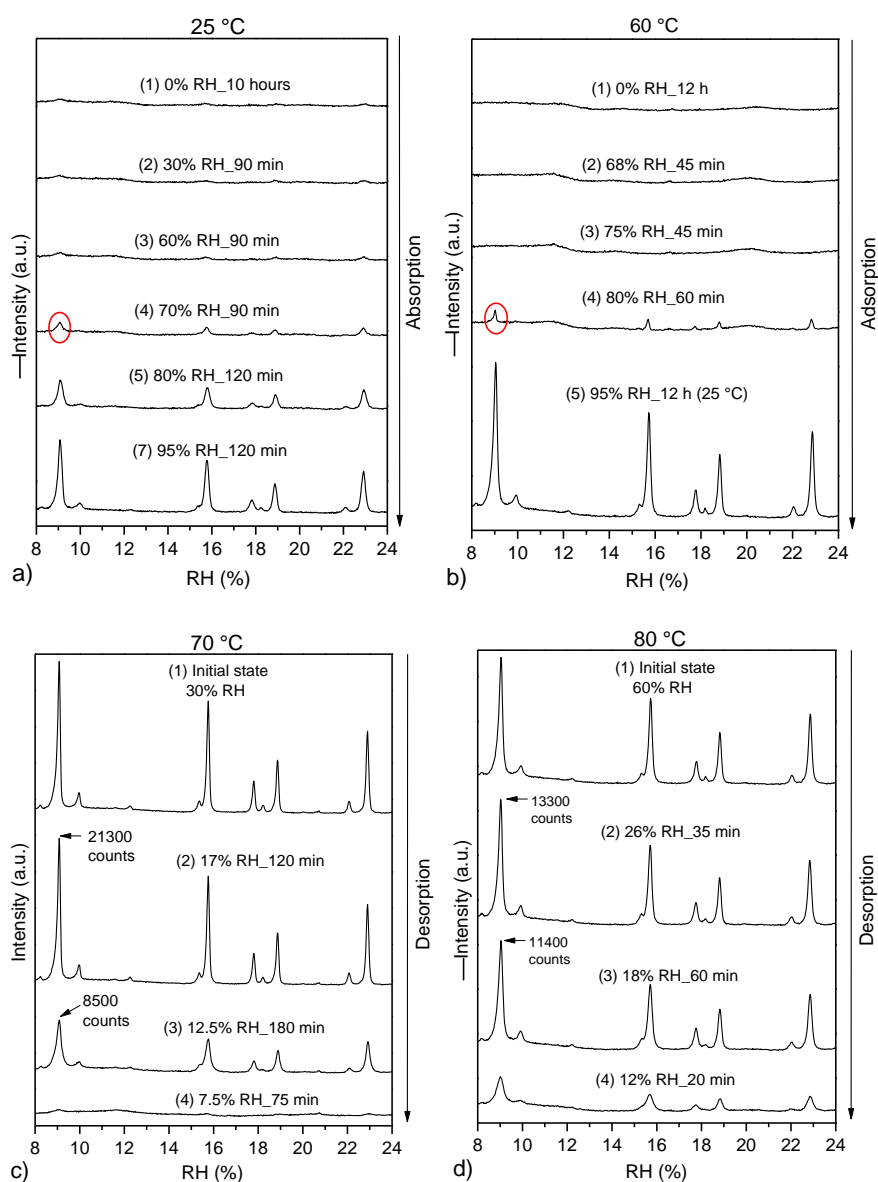 25 °C
(1) 0% RH_10 hours
(2) 30% RH_90 min
(3) 60% RH_90 min
(4) 70% RH_90 min
(5) 80% RH_120 min
(7) 95% RH_120 min
—Intensity (a.u.)
Absorption
8 10 12 14 16 18 20 22 24
RH (%)
a)
60 °C
(1) 0% RH_12 h
(2) 68% RH_45 min
(3) 75% RH_45 min
(4) 80% RH_60 min
(5) 95% RH_12 h (25 °C)
—Intensity (a.u.)
Adsorption
8 10 12 14 16 18 20 22 24
RH (%)
b)
70 °C
(1) Initial state
30% RH
21300
counts
(2) 17% RH_120 min
8500
counts
(3) 12.5% RH_180 min
(4) 7.5% RH_75 min
Intensity (a.u.)
Desorption
8 10 12 14 16 18 20 22 24
RH (%)
c)
80 °C
(1) Initial state
60% RH
13300
counts
(2) 26% RH_35 min
11400
counts
(3) 18% RH_60 min
(4) 12% RH_20 min
—Intensity (a.u.)
Desorption
8 10 12 14 16 18 20 22 24
RH (%)
d)